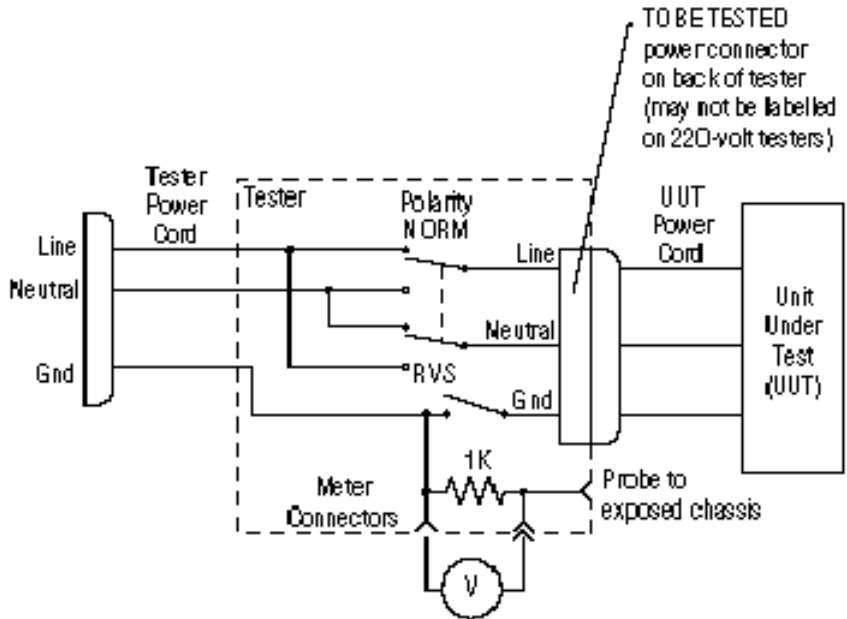 TO BE TESTED
power connector
on back of tester
(may not be labelled
on 220-volt testers)
Tester
Power
Cord
Tester
Polarity
NORM
UUT
Power
Cord
Line
Line
Neutral
Neutral
Unit
Under
Test
(UUT)
Gnd
RVS
Gnd
1K
Meter
Connectors
Probe to
exposed chassis
V